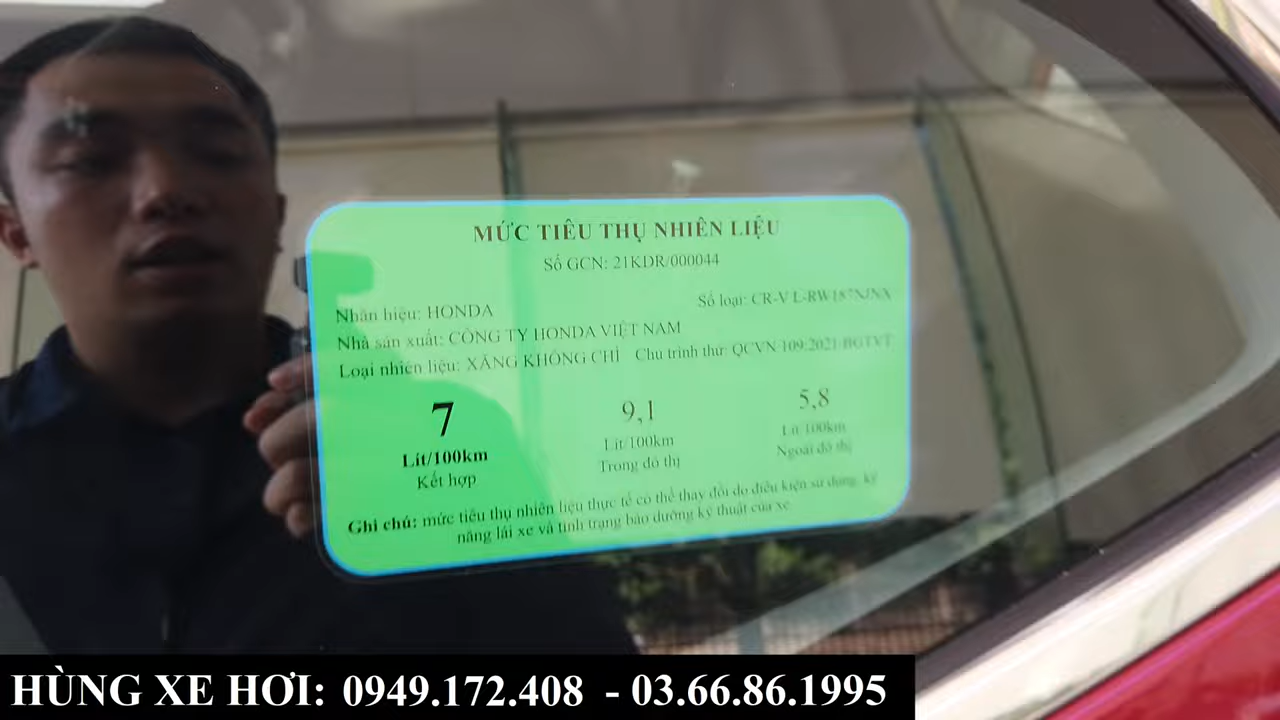 MỨC TIÊU THỤ NHIÊN LIỆU
Số GCN: 21KDR/000044
Nhãn hiệu: HONDA Số loại: CR-V L-RW187NJNX
Nhà sản xuất: CÔNG TY HONDA VIỆT NAM
Loại nhiên liệu: XĂNG KHÔNG CHÌ Chu trình thử: QCVN 109:2021/BGTVT
7 9,1 5,8
Lít/100km Lít/100km Lít/100km
Kết hợp Trong đô thị Ngoài đô thị
Ghi chú: mức tiêu thụ nhiên liệu thực tế có thể thay đổi do điều kiện sử dụng, kỹ
năng lái xe và tình trạng bảo dưỡng kỹ thuật của xe
HÙNG XE HƠI: 0949.172.408 - 03.66.86.1995